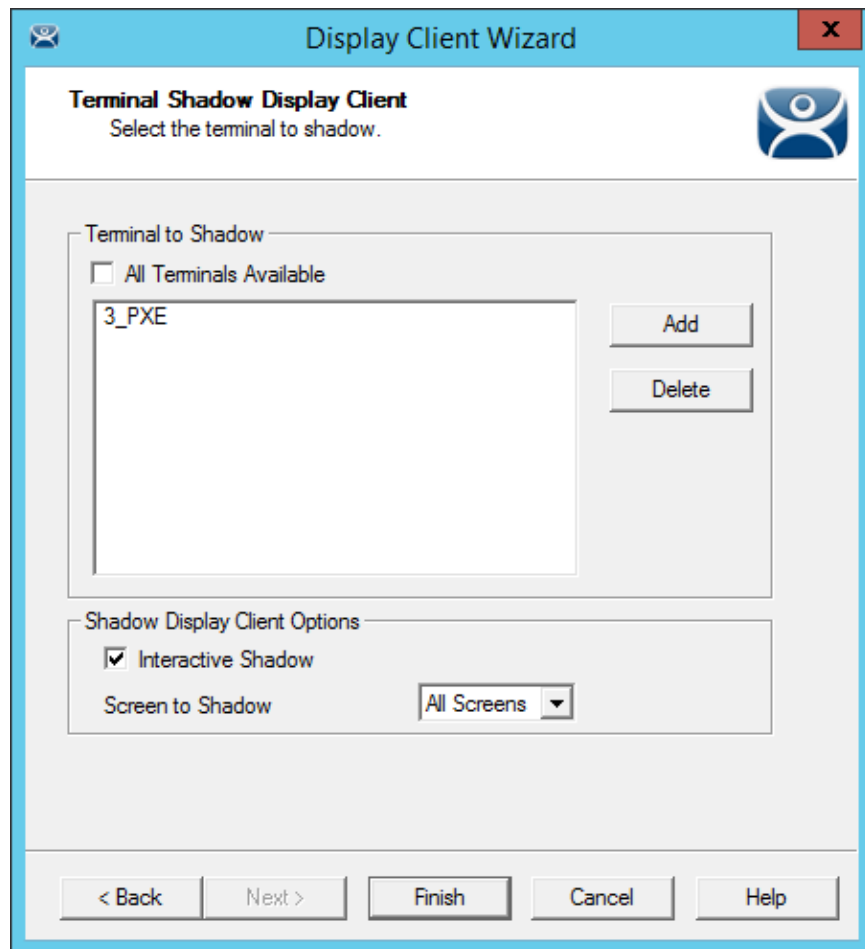 Display Client Wizard
x
Terminal Shadow Display Client
Select the terminal to shadow.
Terminal to Shadow
All Terminals Available
3_PXE
Add
Delete
Shadow Display Client Options
Interactive Shadow
Screen to Shadow All Screens
< Back Next > Finish Cancel Help